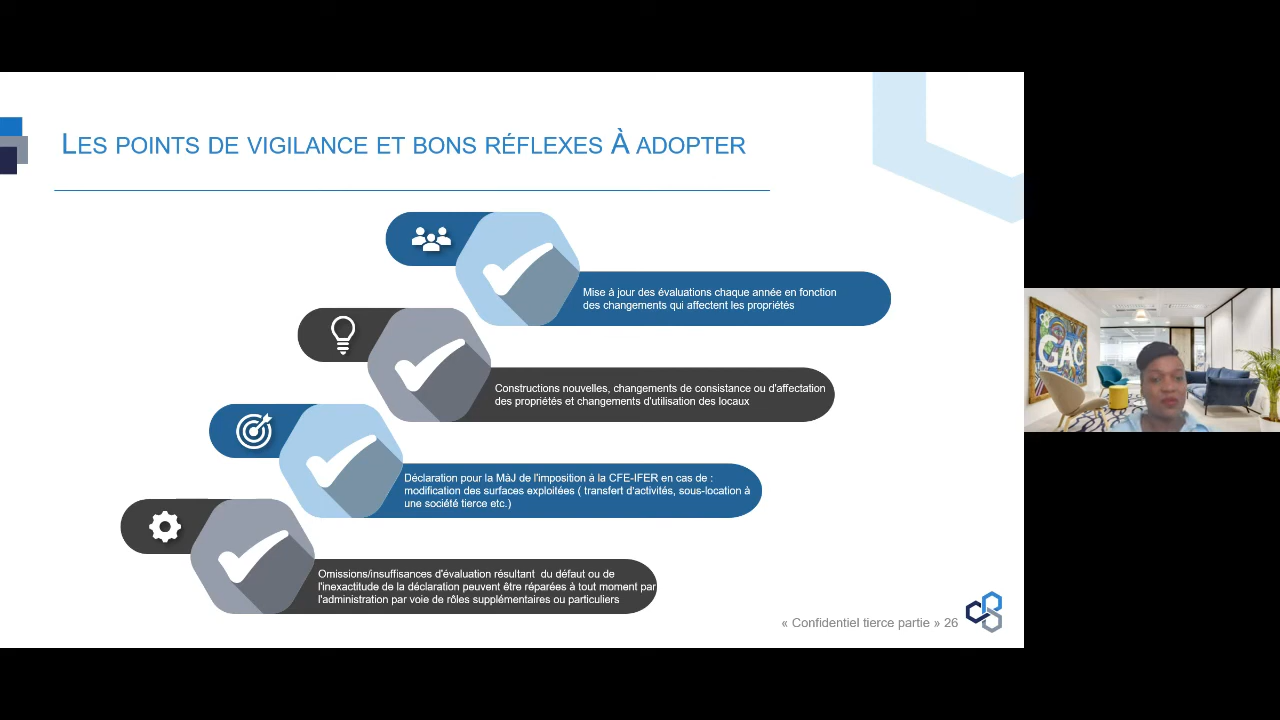 LES POINTS DE VIGILANCE ET BONS RÉFLEXES À ADOPTER
Mise à jour des évaluations chaque année en fonction
des changements qui affectent les propriétés
Constructions nouvelles, changements de consistance ou d'affectation
des propriétés et changements d'utilisation des locaux
Déclaration pour la MàJ de l'imposition à la CFE-IFER en cas de :
modification des surfaces exploitées ( transfert d'activités, sous-location à
une société tierce etc.)
Omissions/insuffisances d'évaluation résultant du défaut ou de
l'inexactitude de la déclaration peuvent être réparées à tout moment par
l'administration par voie de rôles supplémentaires ou particuliers
« Confidentiel tierce partie » 26
GAC